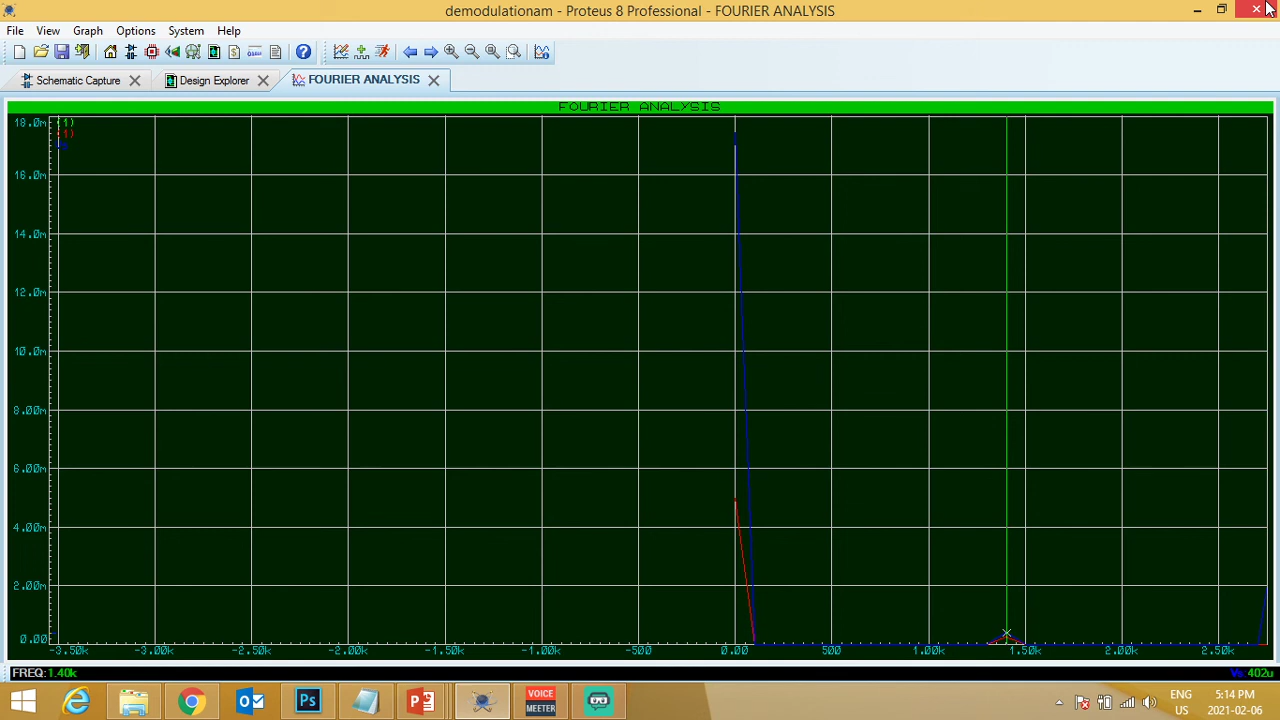 demodulationam - Proteus 8 Professional - FOURIER ANALYSIS
File View Graph Options System Help
Schematic Capture Design Explorer FOURIER ANALYSIS
FOURIER ANALYSIS
18.0m
16.0m
14.0m
12.0m
10.0m
8.00m
6.00m
4.00m
2.00m
0.00
-3.50k -3.00k -2.50k -2.00k -1.50k -1.00k -500 0.00 500 1.00k 1.50k 2.00k 2.50k
FREQ:1.40k 402u
ENG 5:14 PM
US 2021-02-06
Ps
VOICE
MEETER